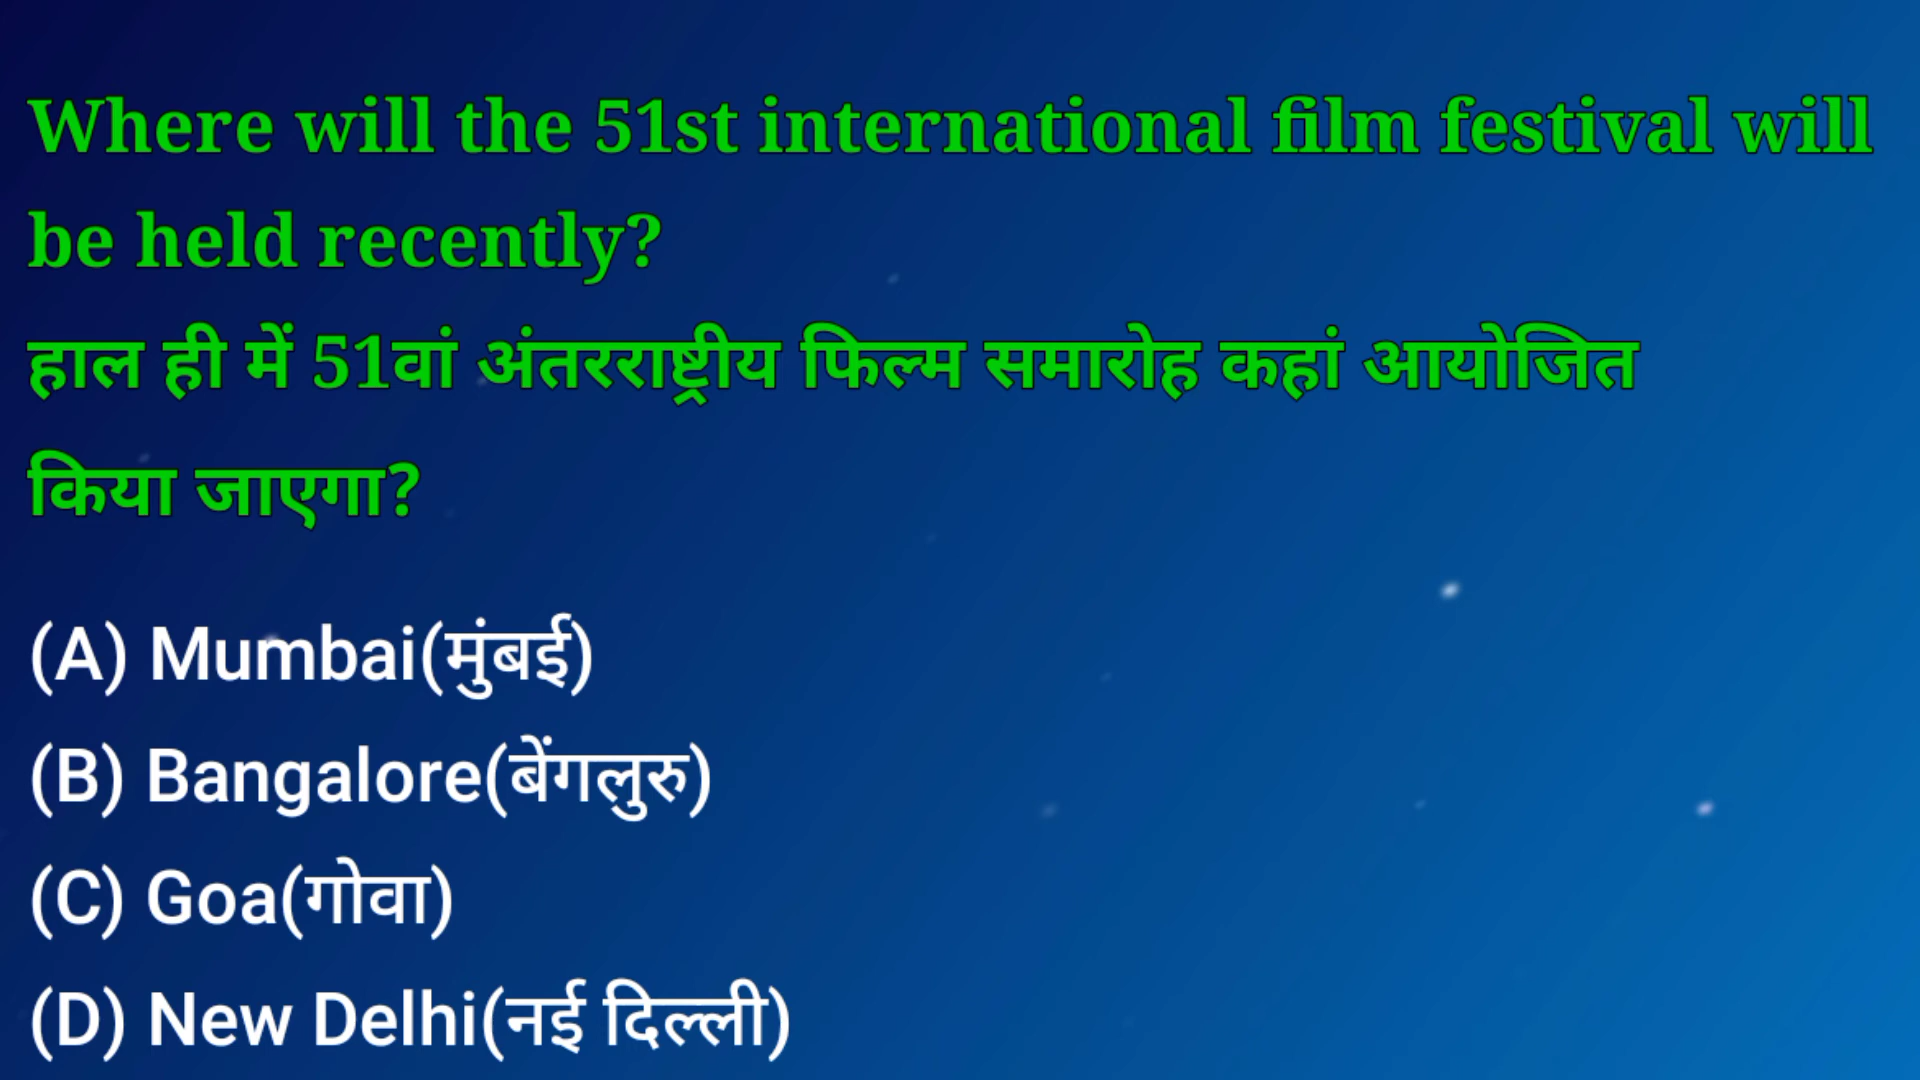 Where will the 51st international film festival will
be held recently?
हाल ही में 51वां अंतरराष्ट्रीय फिल्म समारोह कहां आयोजित
किया जाएगा?
(A) Mumbai(मुंबई)
(B) Bangalore(बेंगलुरु)
(C) Goa(गोवा)
(D) New Delhi(नई दिल्ली)